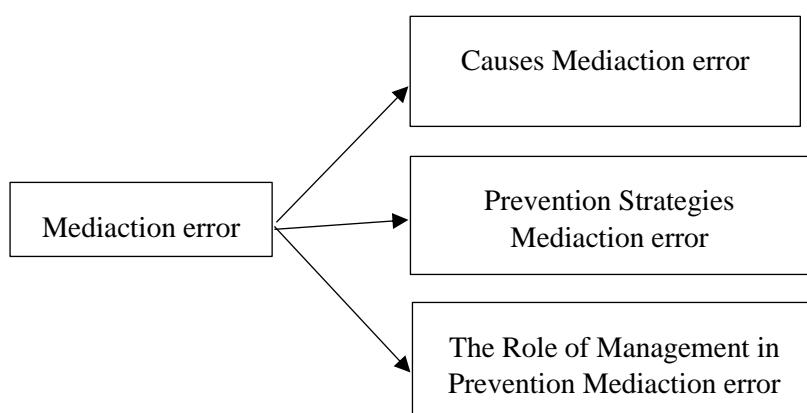 Causes Mediaction error
Mediaction error
Prevention Strategies
Mediaction error
The Role of Management in
Prevention Mediaction error